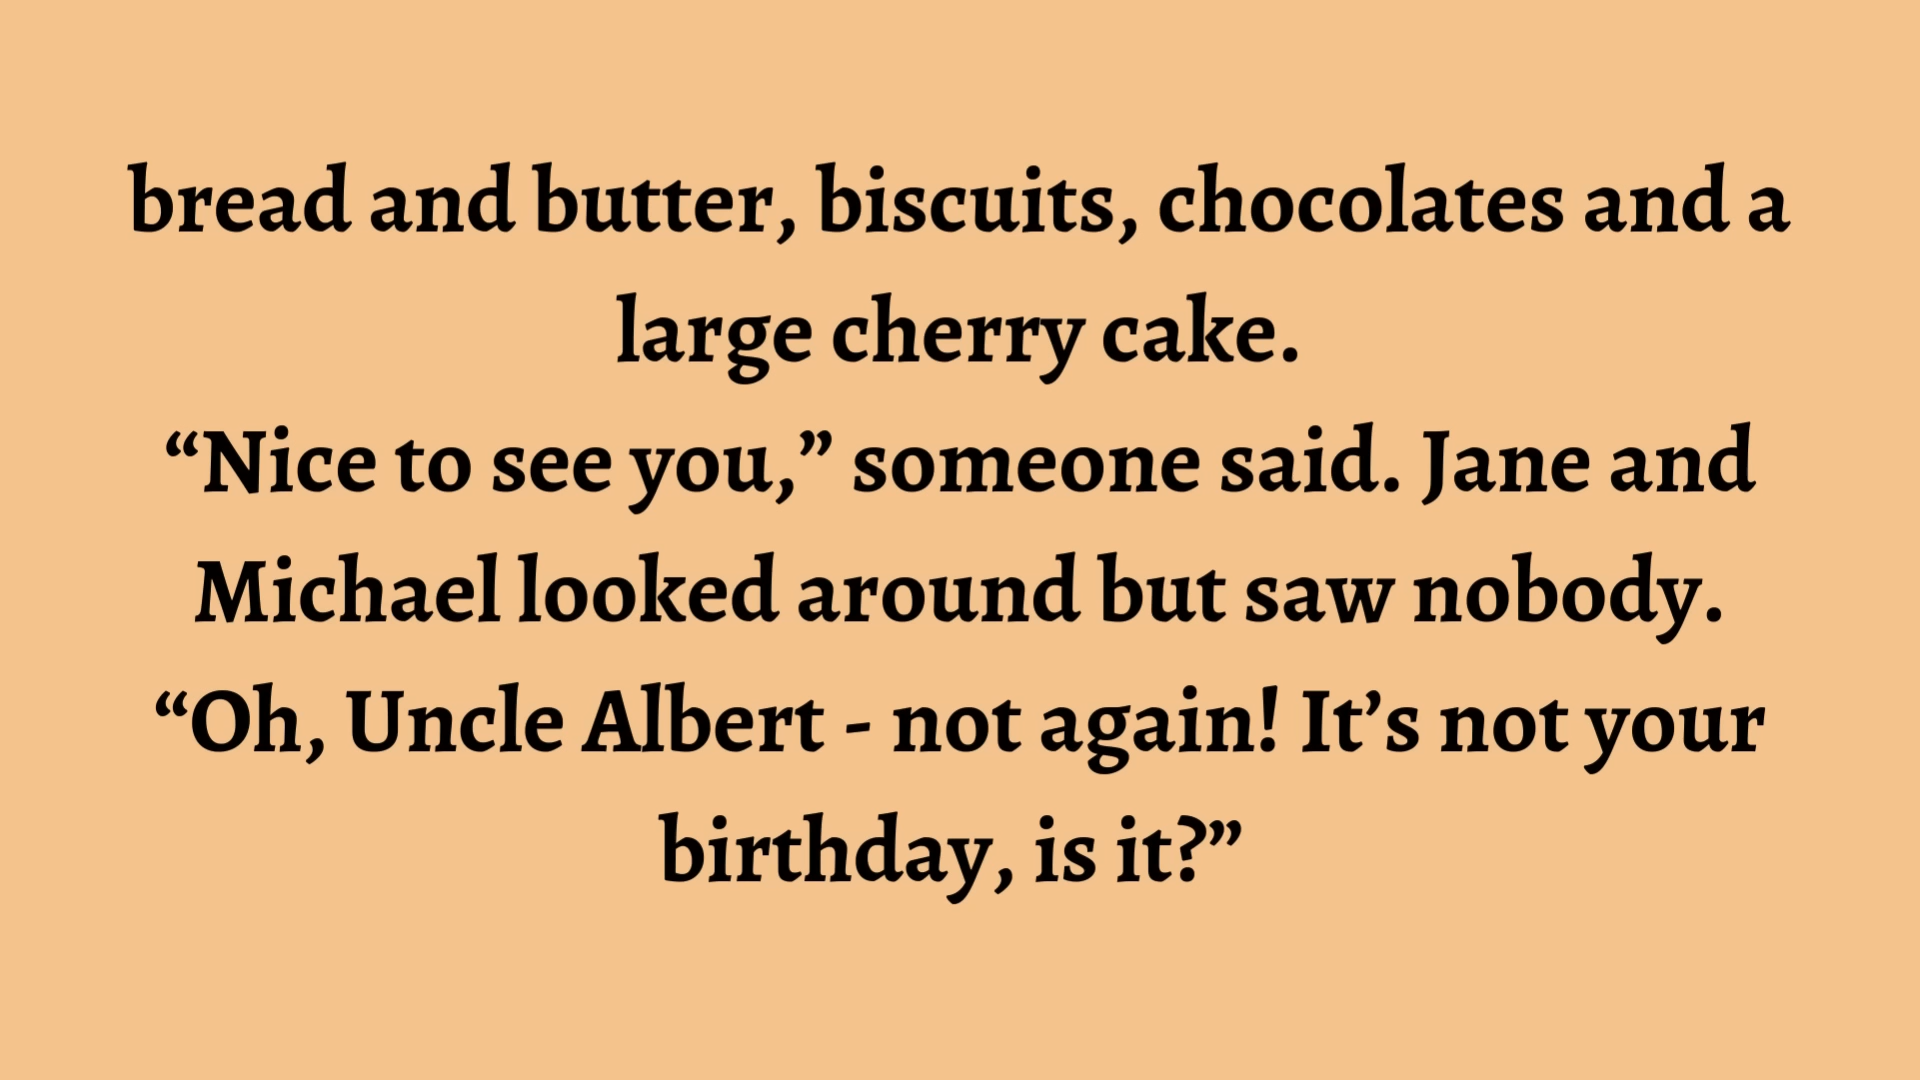 bread and butter, biscuits, chocolates and a
large cherry cake.
“Nice to see you,” someone said. Jane and
Michael looked around but saw nobody.
“Oh, Uncle Albert - not again! It’s not your
birthday, is it?”